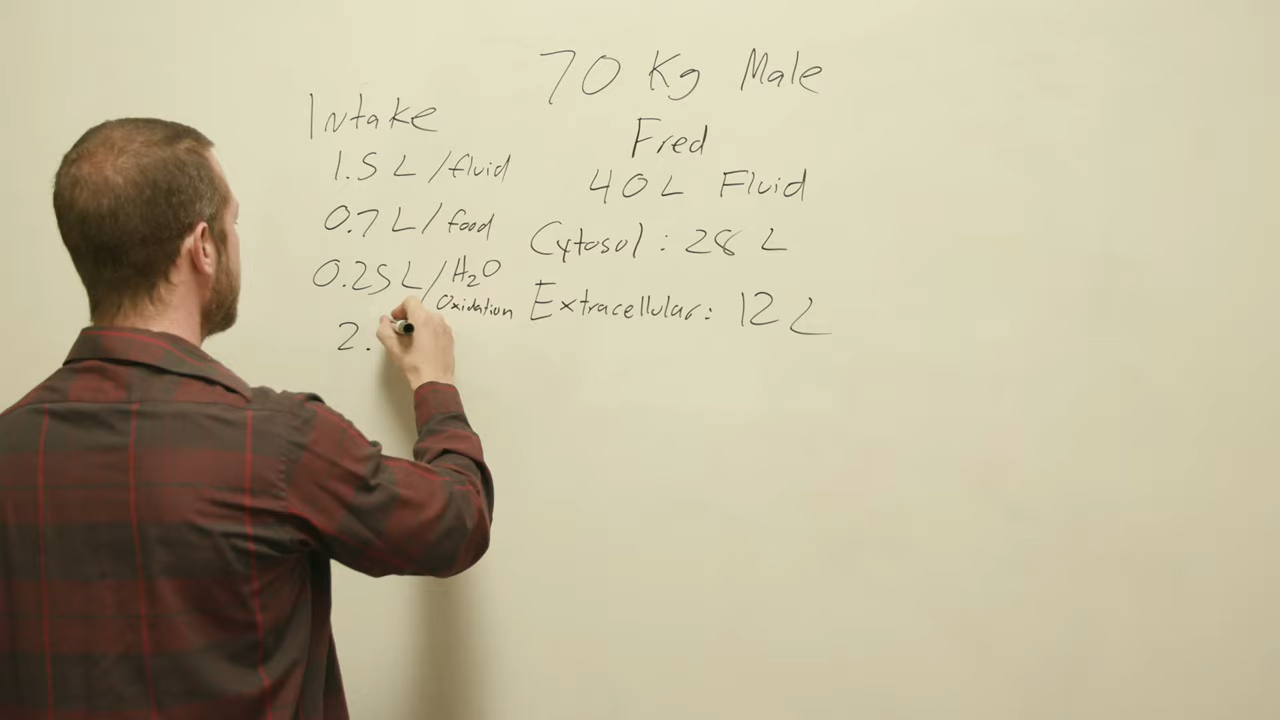 70 Kg Male
Fred
40 L Fluid
Cytosol: 28 L
Extracellular: 12 L
Intake
1.5 L/fluid
0.7 L/food
0.25 L/H₂O
Oxidation
2.